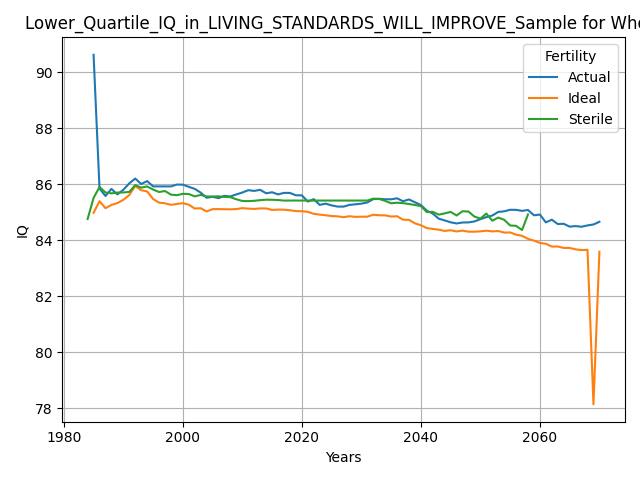 Lower_Quartile_IQ_in_LIVING_STANDARDS_WILL_IMPROVE_Sample for
Fertility
Actual
Ideal
Sterile
IQ
90
88
86
84
82
80
78
1980
2000
2020
2040
2060
Years